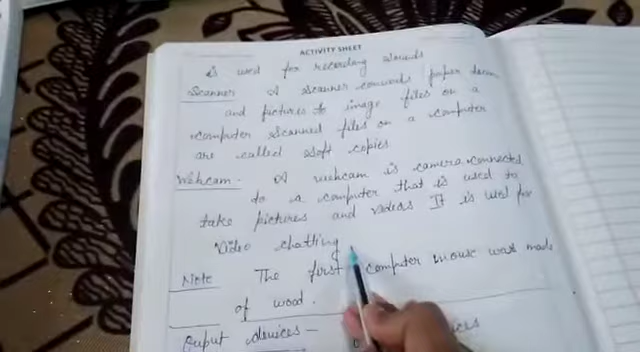 ACTIVITY SHEET
is used for recording sounds
Scanner A scanner converts paper docum
and pictures to image files on a
computer Scanned files on a computer
are called soft copies
Webcam. A webcam is camera connected
to a computer that is used to
take pictures and videos It is used for
video chatting
Note The first computer mouse was made
of wood.
devices-